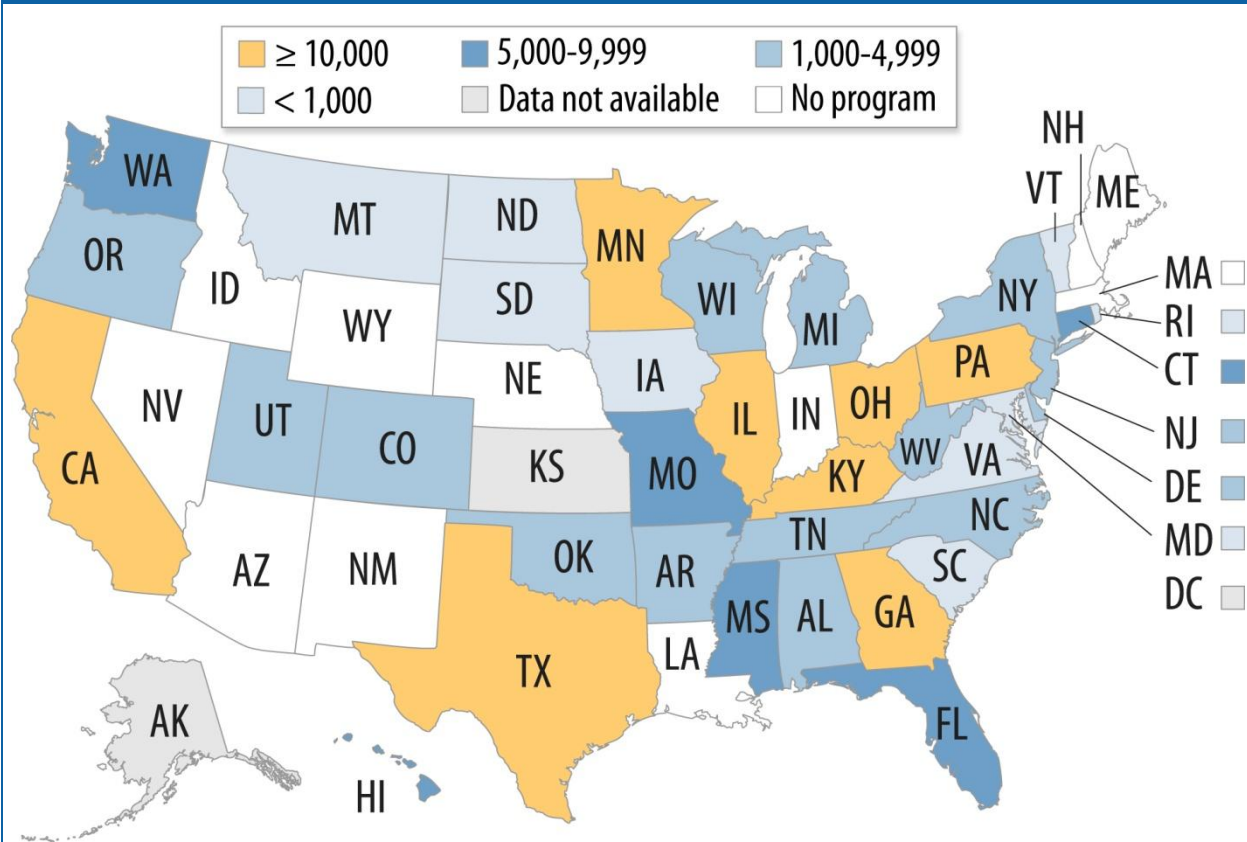 ≥ 10,000 5,000-9,999 1,000-4,999
< 1,000 Data not available No program
NH
VT ME
WA
MT ND
MN
OR
ID
SD
WI
NY
MA
WY
MI
RI
IA
PA
CT
NE
NV
OH
IL IN
UT
CO
NJ
WV
VA
CA
KS
MO
KY
DE
NC
TN
MD
OK
AR
SC
AZ
NM
DC
MS AL GA
LA
TX
AK
FL
HI